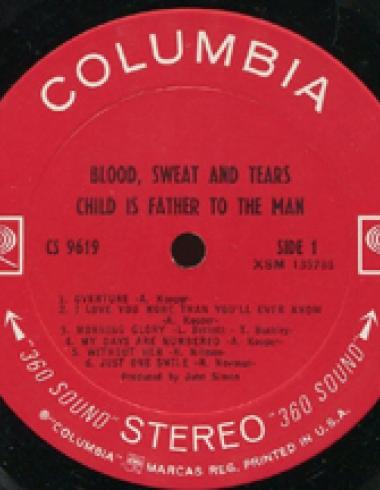 COLUMBIA
BLOOD, SWEAT AND TEARS
CHILD IS FATHER TO THE MAN
CS 9619
SIDE 1
XSM
1. OVERTURE -A. Kooper-
2. I LOVE YOU MORE THAN YOU'LL EVER KNOW
-A. Kooper-
3. MORNING GLORY -L. Beckett - T. Buckley-
4. MY DAYS ARE NUMBERED -A. Kooper-
5. WITHOUT HER -H. Nilsson-
6. JUST ONE SMILE -R. Newman-
Produced by John Simon
"360 SOUND" STEREO "360 SOUND"
"COLUMBIA" MARCAS REG. PRINTED IN U.S.A.